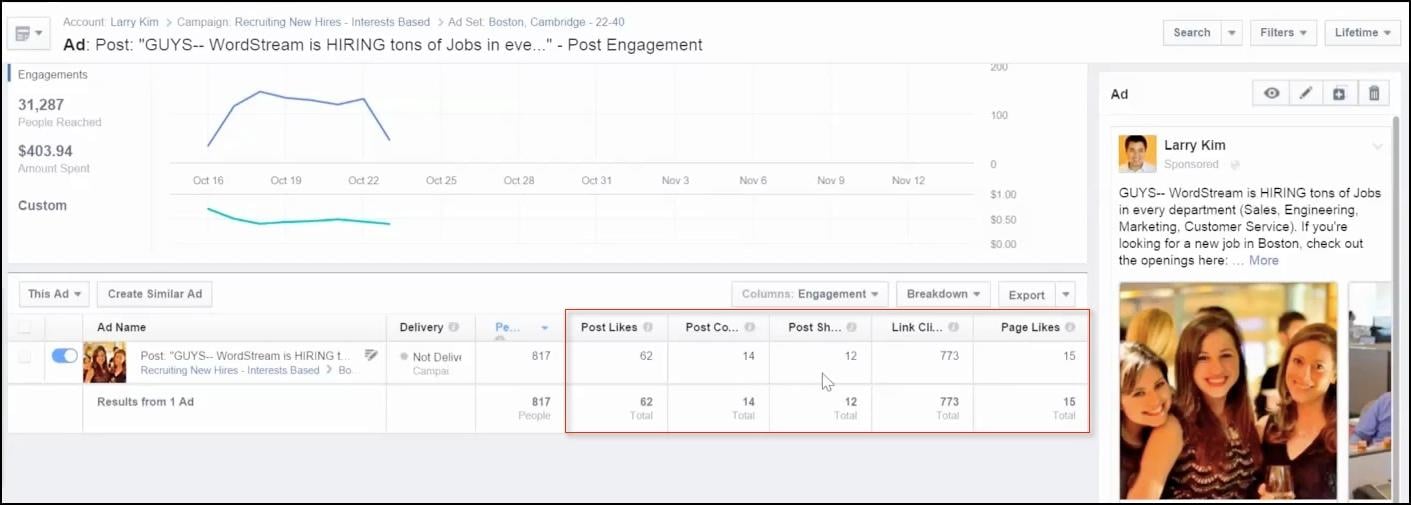 Account: Larry Kim > Campaign: Recruiting New Hires - Interests Based > Ad Set: Boston, Cambridge - 22-40
Ad: Post: "GUYS-- WordStream is HIRING tons of Jobs in eve..." - Post Engagement
Search
Filters
Lifetime
Engagements
31,287
People Reached
$403.94
Amount Spent
Custom
200
100
0
Oct 16 Oct 19 Oct 22 Oct 25 Oct 28 Oct 31 Nov 3 Nov 6 Nov 9 Nov 12
$1.00
$0.50
$0.00
This Ad
Create Similar Ad
Columns: Engagement
Breakdown
Export
Ad Name Delivery Pe... Post Likes Post Co... Post Sh... Link Cli... Page Likes
Post: "GUYS-- WordStream is HIRING t... Not Delive 817 62 14 12 773 15
Recruiting New Hires - Interests Based > Bo... Campai
Results from 1 Ad 817 62 14 12 773 15
People Total Total Total Total Total
Ad
Larry Kim
Sponsored
GUYS-- WordStream is HIRING tons of Jobs
in every department (Sales, Engineering,
Marketing, Customer Service). If you're
looking for a new job in Boston, check out
the openings here: ... More